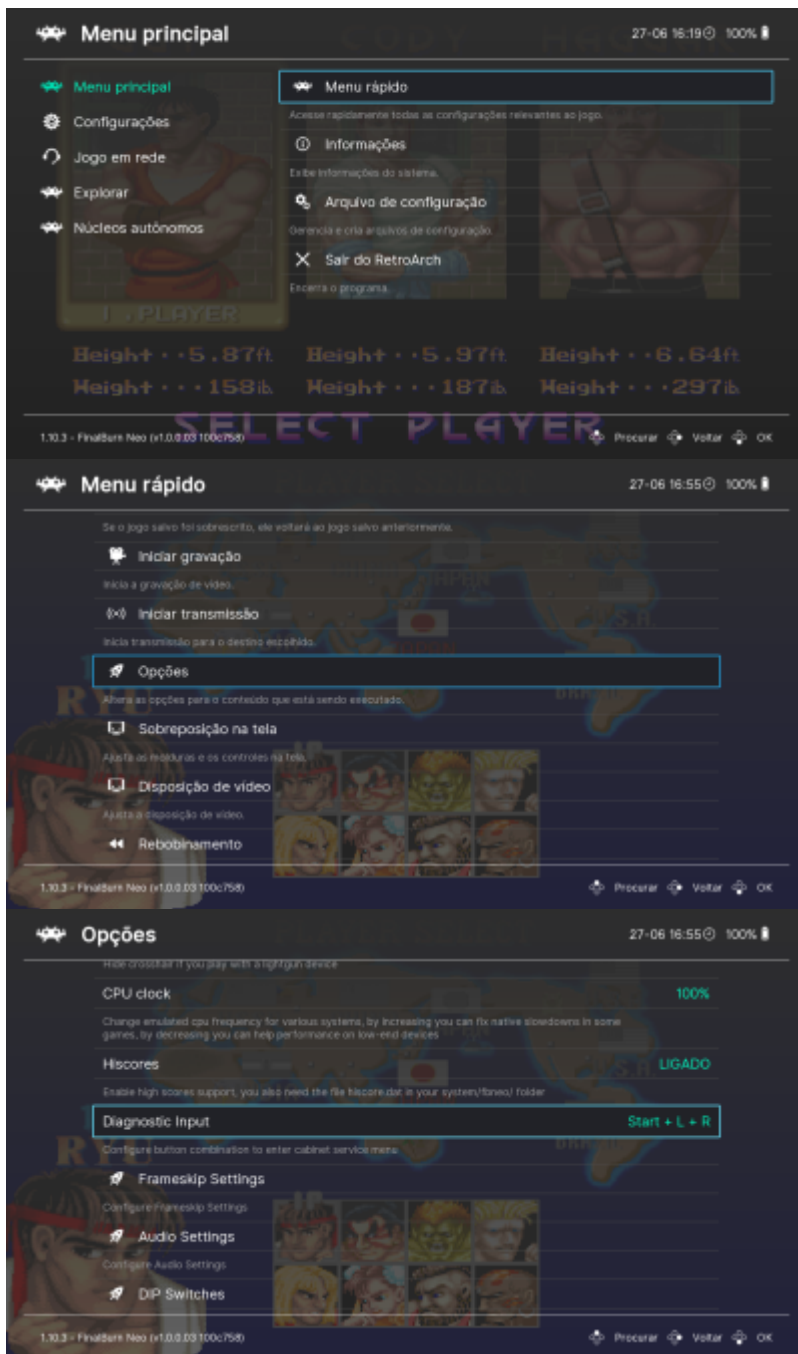 Menu principal
27-06 16:19 100%
Menu principal
Configurações
Jogo em rede
Explorar
Núcleos autônomos
Menu rápido
Acesse rapidamente todas as configurações relevantes ao jogo.
Informações
Exibe informações do sistema.
Arquivo de configuração
Gerencia e cria arquivos de configuração.
Sair do RetroArch
Encerra o programa.
CODY HAGGAR
1.PLAYER
Height··5.87ft Height··5.97ft Height··6.64ft
Weight···158lb Weight···187lb Weight···297lb
SELECT PLAYER
1.10.3 - FinalBurn Neo (v1.0.0.03 100c758)
Procurar Voltar OK
Menu rápido
27-06 16:55 100%
Se o jogo salvo foi sobrescrito, ele voltará ao jogo salvo anteriormente.
Iniciar gravação
Inicia a gravação de vídeo.
Iniciar transmissão
Inicia transmissão para o destino escolhido.
Opções
Altera as opções para o conteúdo que está sendo executado.
Sobreposição na tela
Ajusta as molduras e os controles na tela.
Disposição de vídeo
Ajusta a disposição de vídeo.
Rebobinamento
JAPAN
U.S.A
RYU
1.10.3 - FinalBurn Neo (v1.0.0.03 100c758)
Procurar Voltar OK
Opções
27-06 16:55 100%
Hide crosshair if you play with a lightgun device
CPU clock 100%
Change emulated cpu frequency for various systems, by increasing you can fix native slowdowns in some
games, by decreasing you can help performance on low-end devices
Hiscores LIGADO
Enable high scores support, you also need the file hiscore.dat in your system/fbneo/ folder
Diagnostic Input Start + L + R
Configure button combination to enter cabinet service menu
Frameskip Settings
Configure Frameskip Settings
Audio Settings
Configure Audio Settings
DIP Switches
U.S.A
RYU
1.10.3 - FinalBurn Neo (v1.0.0.03 100c758)
Procurar Voltar OK